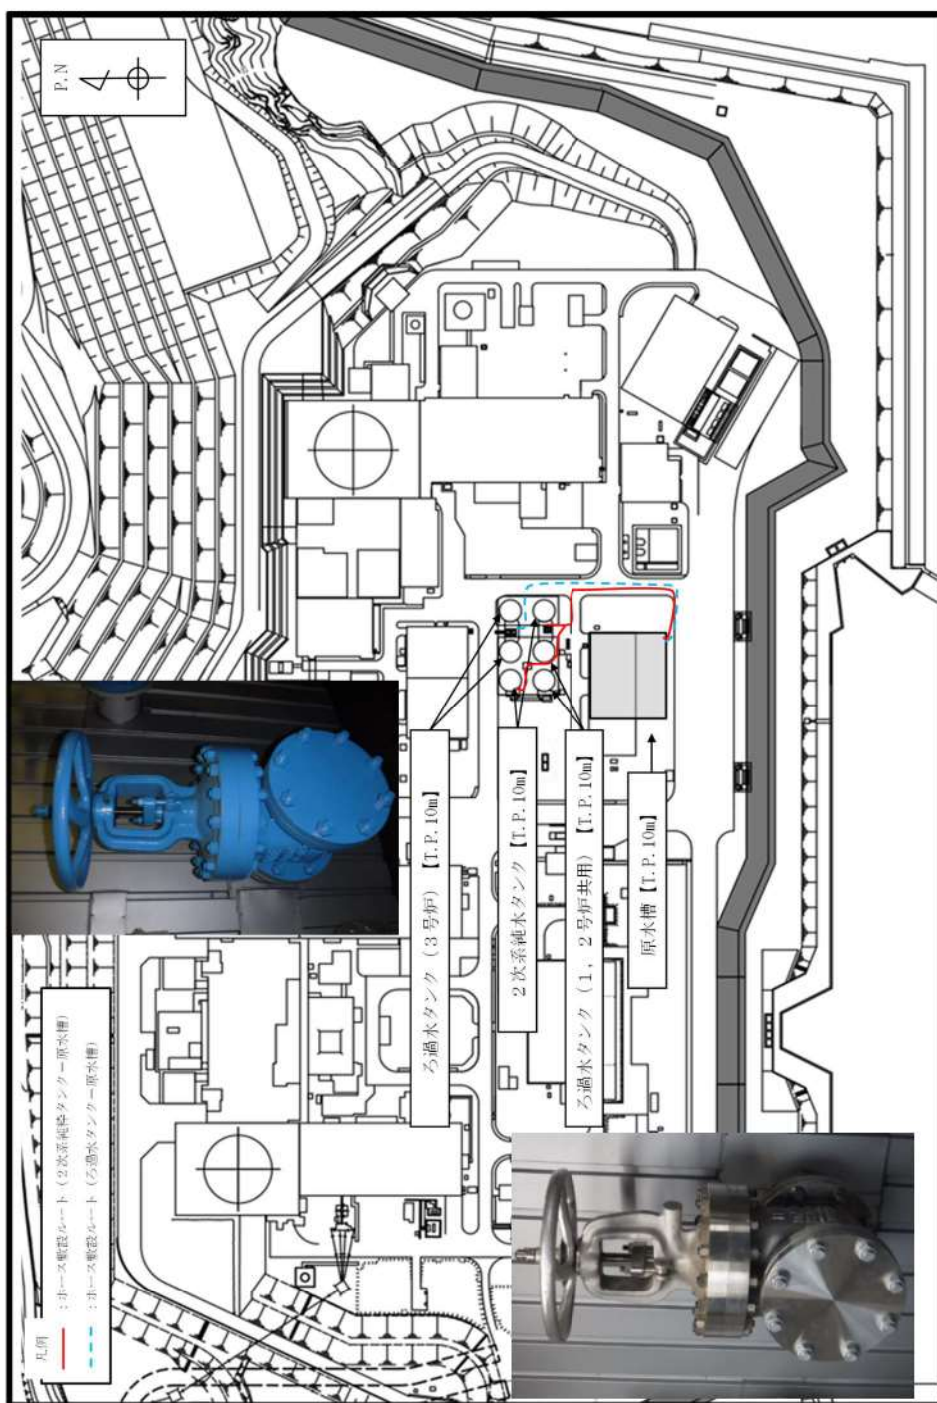 P.N
凡例
：ホース敷設ルート（２次系純粋タンク－原水槽）
：ホース敷設ルート（ろ過水タンク－原水槽）
ろ過水タンク（３号炉）【T.P.10m】
２次系純水タンク【T.P.10m】
ろ過水タンク（１，２号炉共用）【T.P.10m】
原水槽【T.P.10m】